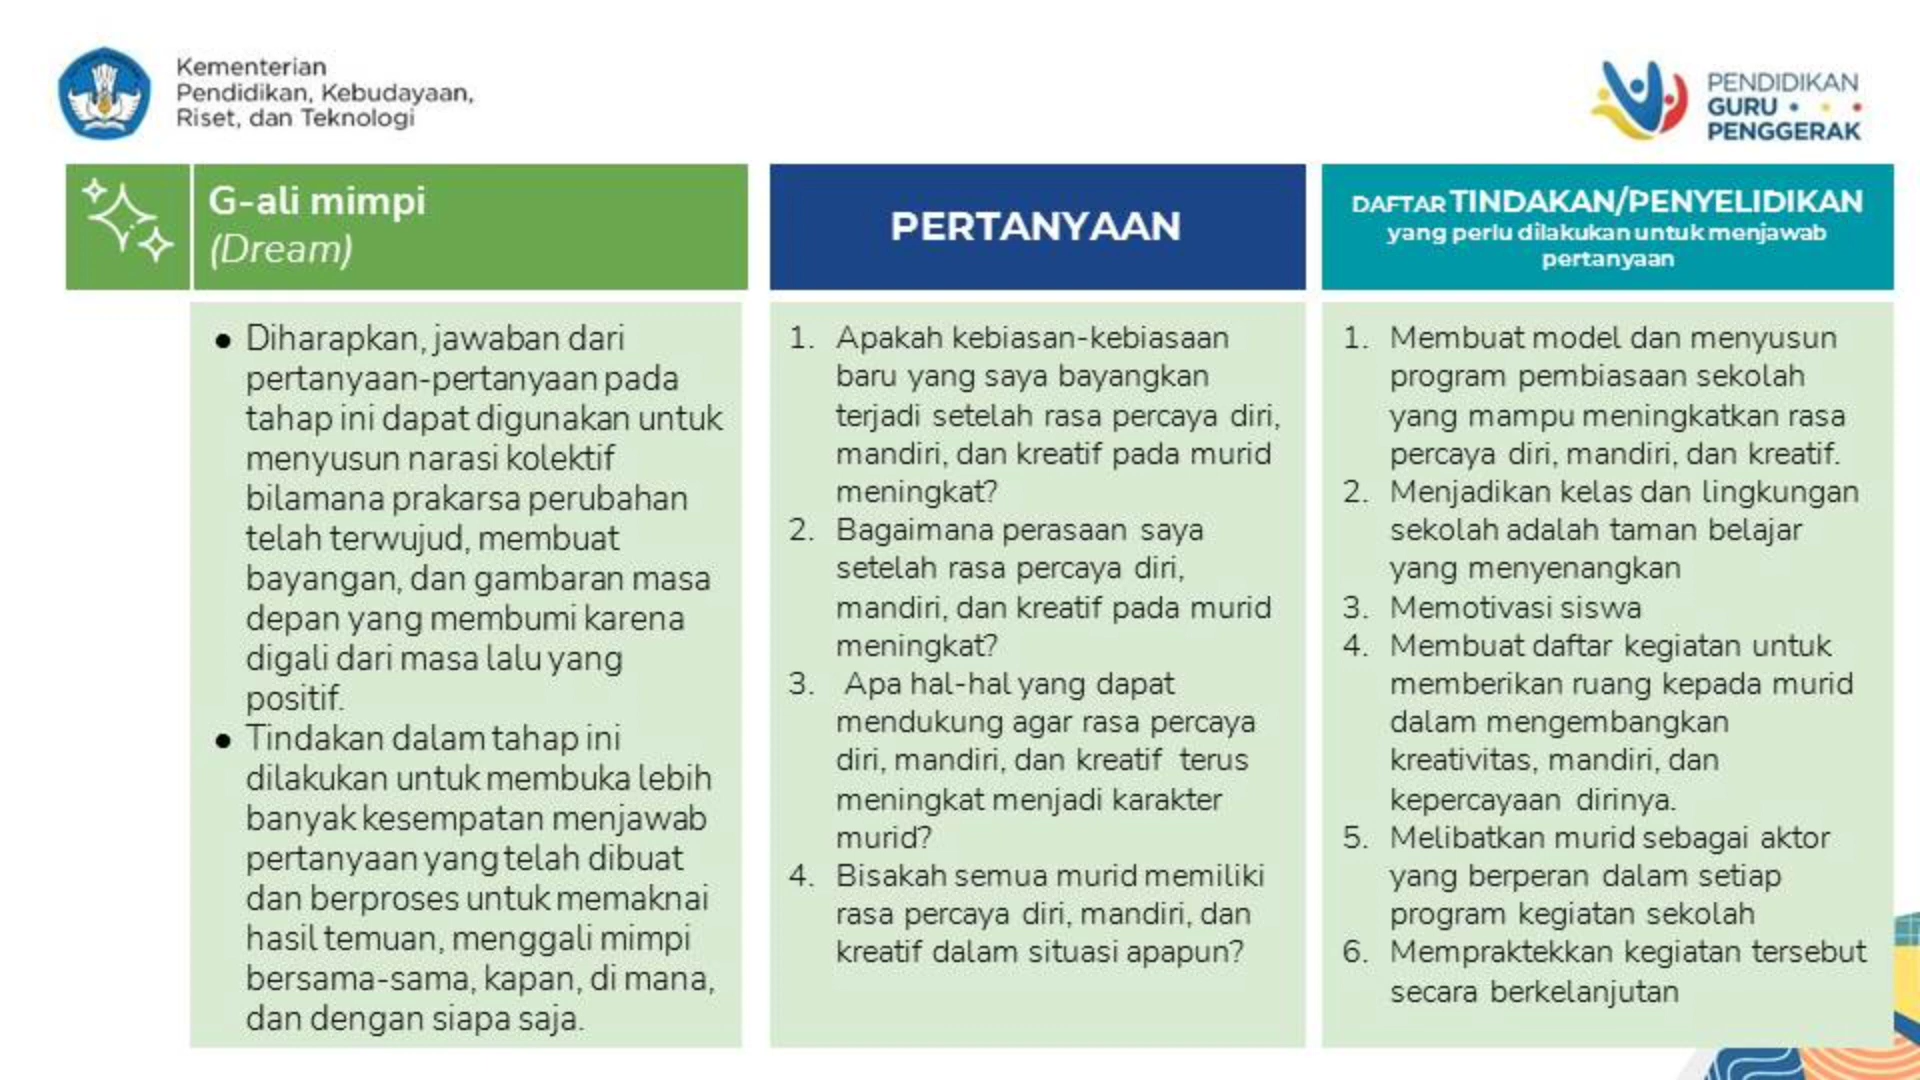 Kementerian
Pendidikan, Kebudayaan,
Riset, dan Teknologi
PENDIDIKAN
GURU
PENGGERAK
G-ali mimpi
(Dream)
• Diharapkan, jawaban dari
pertanyaan-pertanyaan pada
tahap ini dapat digunakan untuk
menyusun narasi kolektif
bilamana prakarsa perubahan
telah terwujud, membuat
bayangan, dan gambaran masa
depan yang membumi karena
digali dari masa lalu yang
positif.
• Tindakan dalam tahap ini
dilakukan untuk membuka lebih
banyak kesempatan menjawab
pertanyaan yang telah dibuat
dan berproses untuk memaknai
hasil temuan, menggali mimpi
bersama-sama, kapan, di mana,
dan dengan siapa saja.
PERTANYAAN
1. Apakah kebiasan-kebiasaan
baru yang saya bayangkan
terjadi setelah rasa percaya diri,
mandiri, dan kreatif pada murid
meningkat?
2. Bagaimana perasaan saya
setelah rasa percaya diri,
mandiri, dan kreatif pada murid
meningkat?
3. Apa hal-hal yang dapat
mendukung agar rasa percaya
diri, mandiri, dan kreatif terus
meningkat menjadi karakter
murid?
4. Bisakah semua murid memiliki
rasa percaya diri, mandiri, dan
kreatif dalam situasi apapun?
DAFTAR TINDAKAN/PENYELIDIKAN
yang perlu dilakukan untuk menjawab
pertanyaan
1. Membuat model dan menyusun
program pembiasaan sekolah
yang mampu meningkatkan rasa
percaya diri, mandiri, dan kreatif.
2. Menjadikan kelas dan lingkungan
sekolah adalah taman belajar
yang menyenangkan
3. Memotivasi siswa
4. Membuat daftar kegiatan untuk
memberikan ruang kepada murid
dalam mengembangkan
kreativitas, mandiri, dan
kepercayaan dirinya.
5. Melibatkan murid sebagai aktor
yang berperan dalam setiap
program kegiatan sekolah
6. Mempraktekkan kegiatan tersebut
secara berkelanjutan